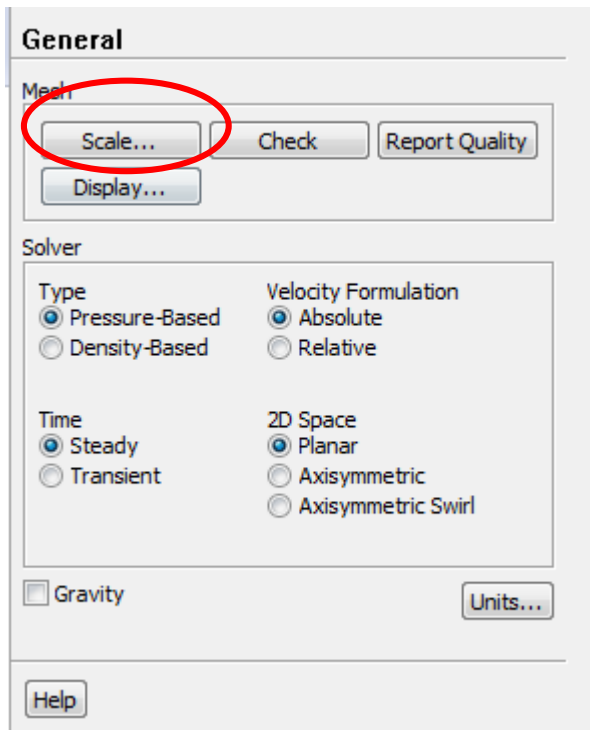 General
Mesh
Scale... Check Report Quality
Display...
Solver
Type Velocity Formulation
Pressure-Based Absolute
Density-Based Relative
Time 2D Space
Steady Planar
Transient Axisymmetric
Axisymmetric Swirl
Gravity Units...
Help